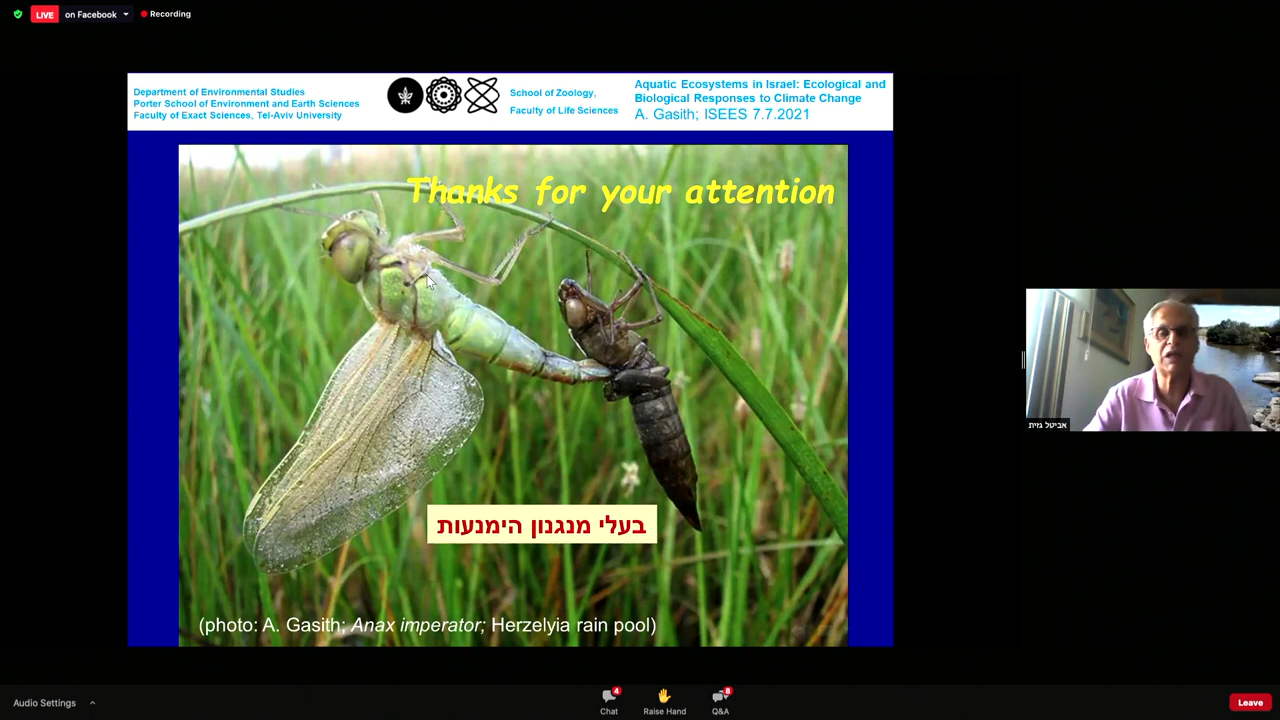 LIVE on Facebook Recording
Department of Environmental Studies
Porter School of Environment and Earth Sciences
Faculty of Exact Sciences, Tel-Aviv University
School of Zoology,
Faculty of Life Sciences
Aquatic Ecosystems in Israel: Ecological and
Biological Responses to Climate Change
A. Gasith; ISEES 7.7.2021
Thanks for your attention
בעלי מנגנון הימנעות
(photo: A. Gasith; Anax imperator; Herzelyia rain pool)
אביטל גזית
Audio Settings
4
Chat
Raise Hand
8
Q&A
Leave